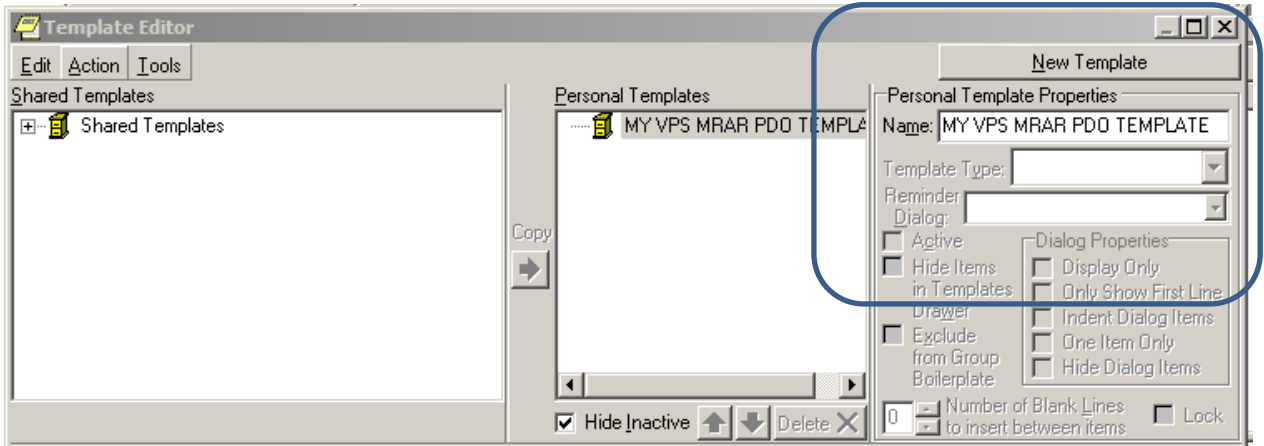 Template Editor
Edit Action Tools
New Template
Shared Templates
Shared Templates
Copy
Personal Templates
MY VPS MRAR PDO TEMPLA
Hide Inactive
Delete
Personal Template Properties
Name: MY VPS MRAR PDO TEMPLATE
Template Type:
Reminder
Dialog:
Active
Hide Items
in Templates
Drawer
Exclude
from Group
Boilerplate
Dialog Properties
Display Only
Only Show First Line
Indent Dialog Items
One Item Only
Hide Dialog Items
0 Number of Blank Lines
to insert between items
Lock